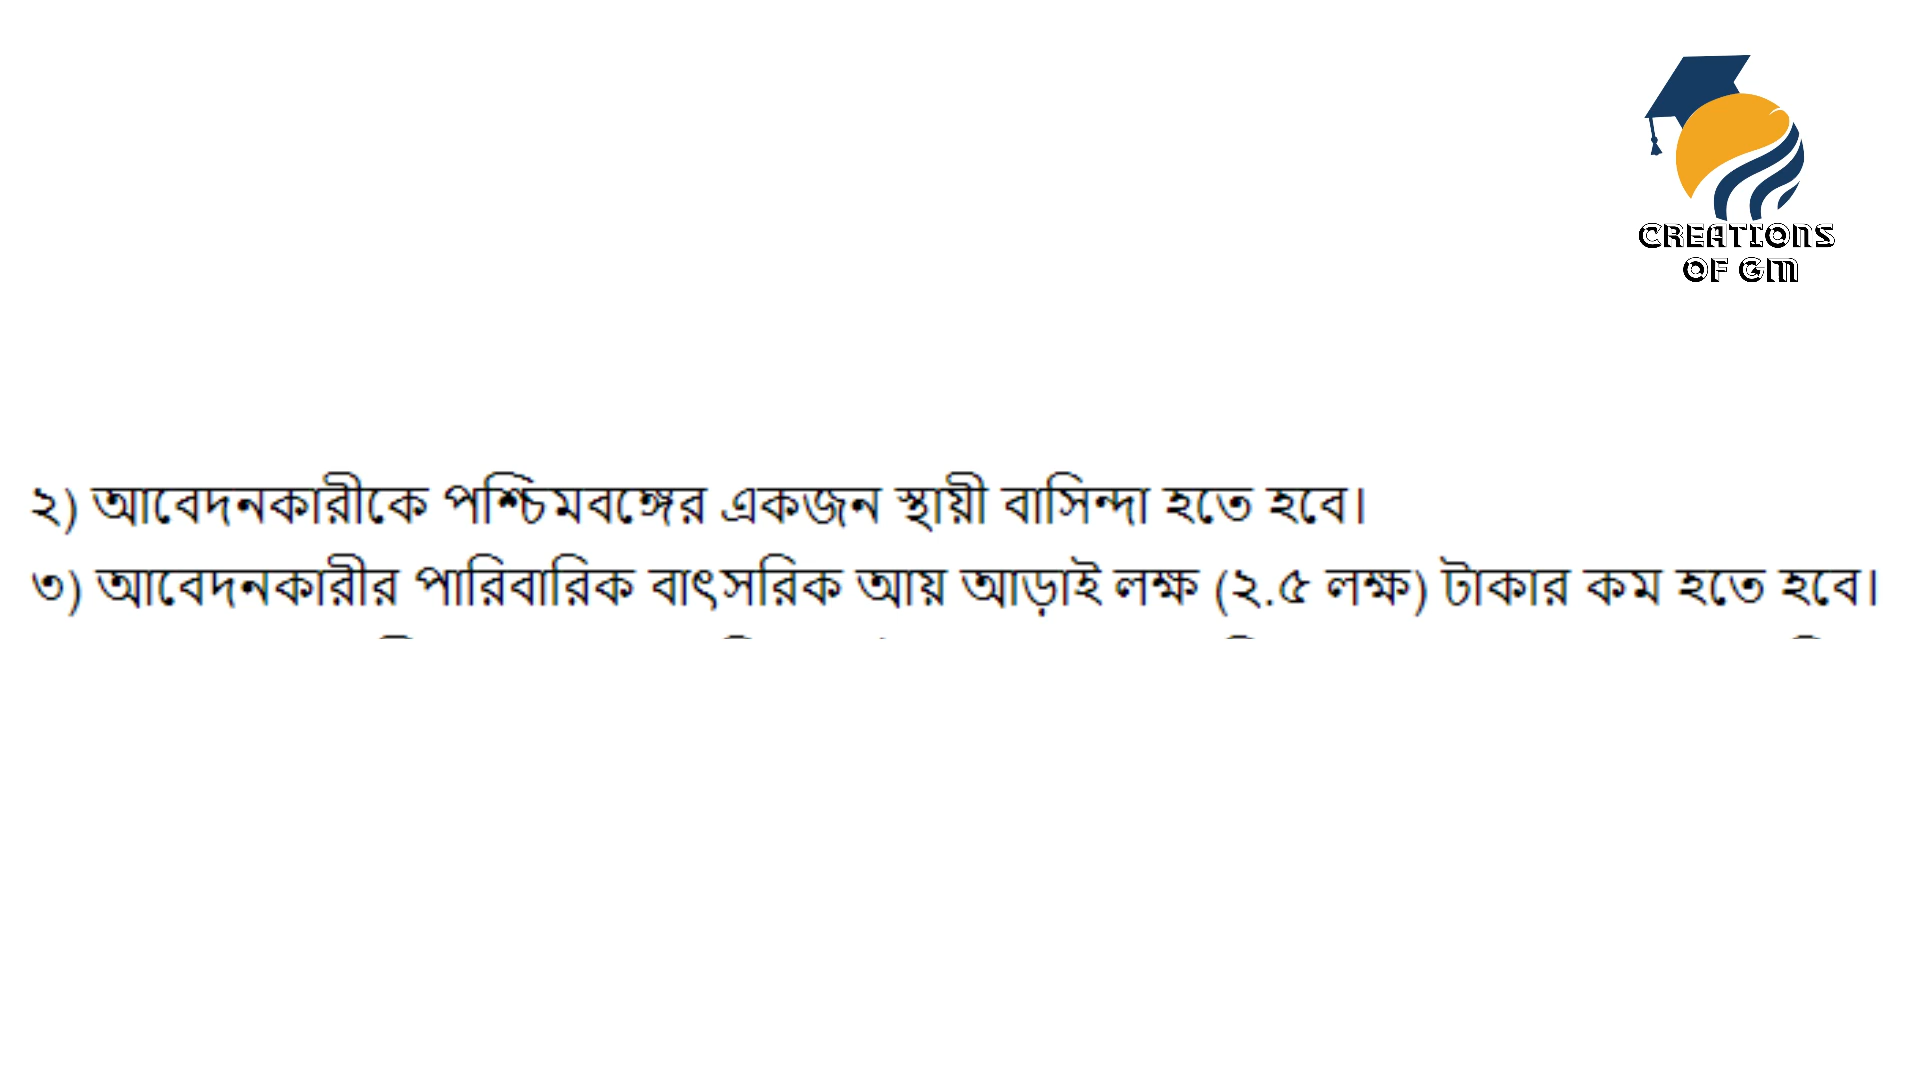 CREATIONS
OF GM
২) আবেদনকারীকে পশ্চিমবঙ্গের একজন স্থায়ী বাসিন্দা হতে হবে।
৩) আবেদনকারীর পারিবারিক বাৎসরিক আয় আড়াই লক্ষ (২.৫ লক্ষ) টাকার কম হতে হবে।